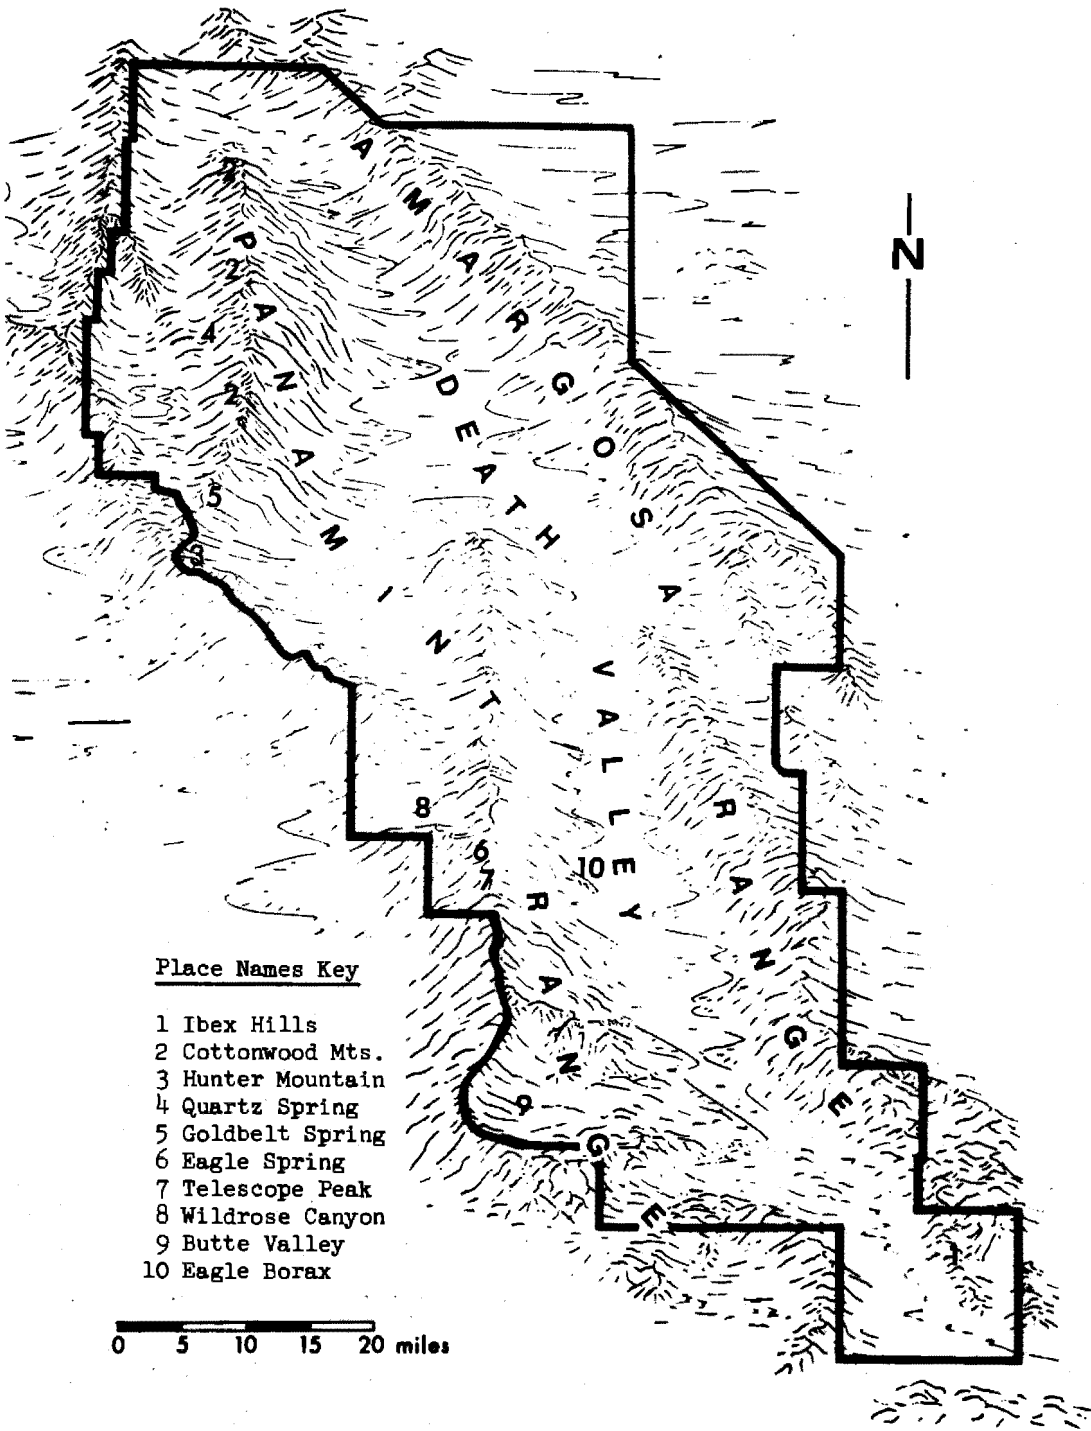 N
AMARGOSA RANGE
PANAMINT RANGE
DEATH VALLEY
2
2
4
2
5
3
8
6
7
10
9
1
Place Names Key
1 Ibex Hills
2 Cottonwood Mts.
3 Hunter Mountain
4 Quartz Spring
5 Goldbelt Spring
6 Eagle Spring
7 Telescope Peak
8 Wildrose Canyon
9 Butte Valley
10 Eagle Borax
0 5 10 15 20 miles